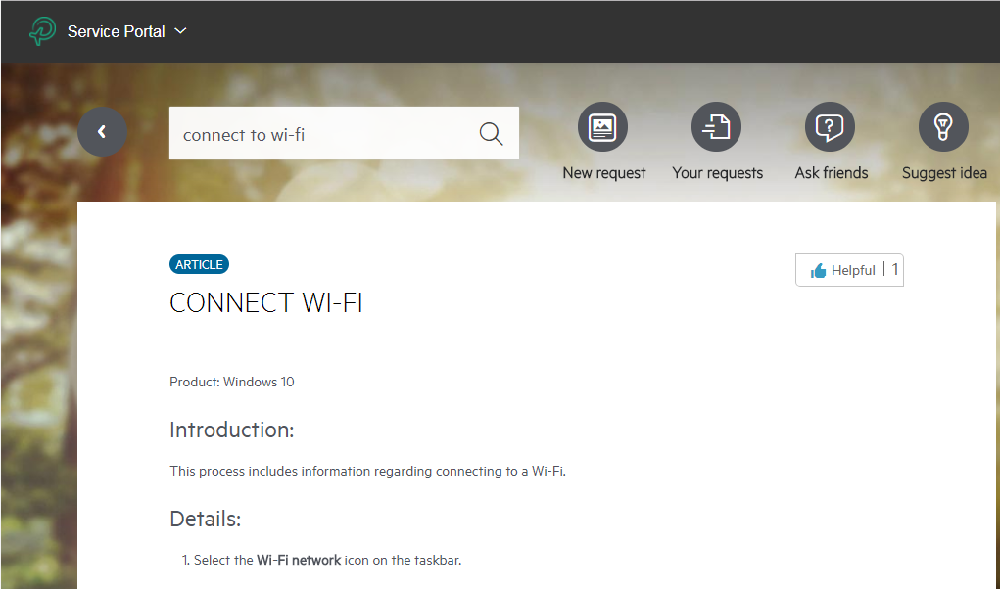 Service Portal
connect to wi-fi
New request
Your requests
Ask friends
Suggest idea
ARTICLE
Helpful | 1
CONNECT WI-FI
Product: Windows 10
Introduction:
This process includes information regarding connecting to a Wi-Fi.
Details:
1. Select the Wi-Fi network icon on the taskbar.